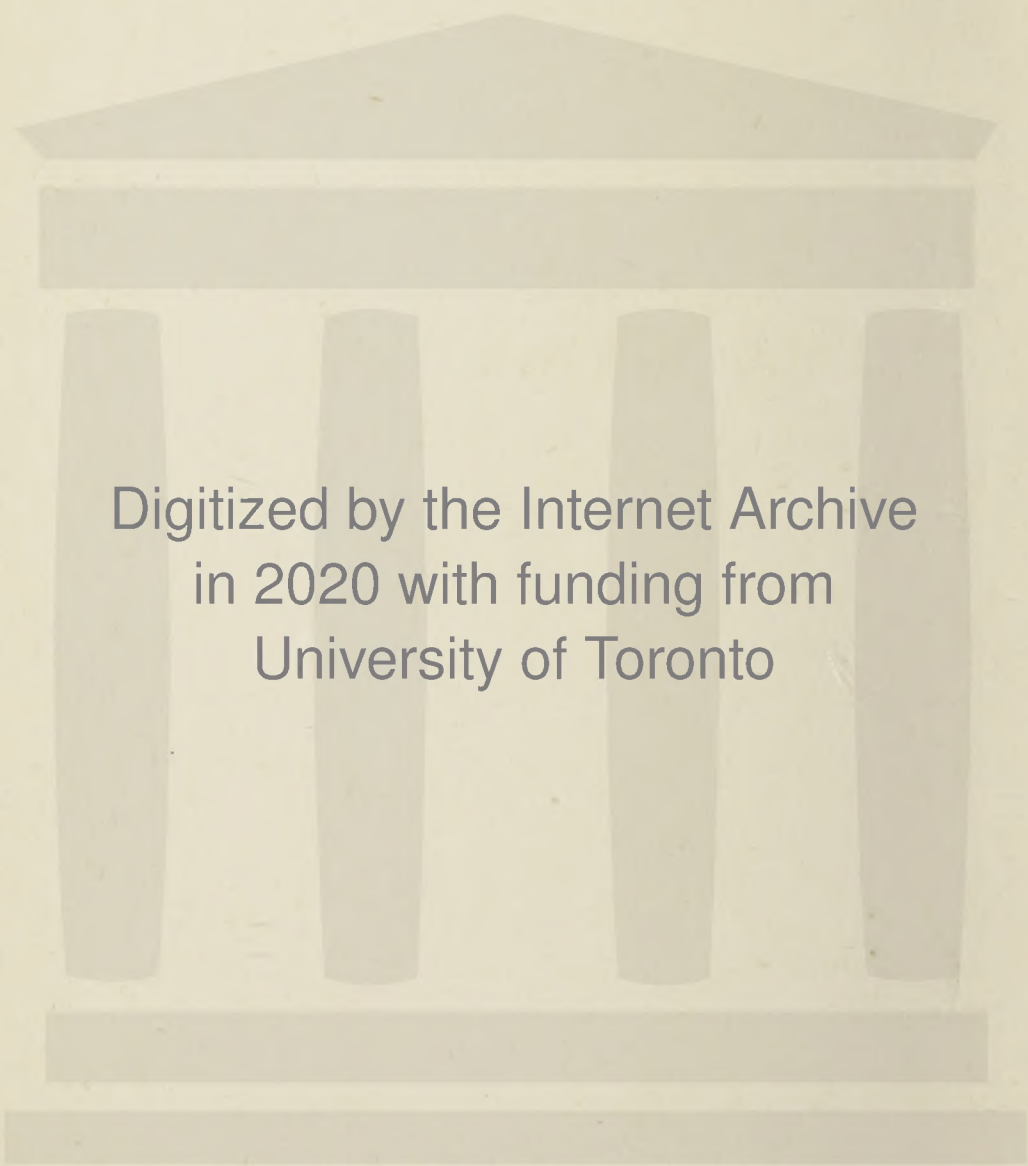 Digitized by the Internet Archive
in 2020 with funding from
University of Toronto